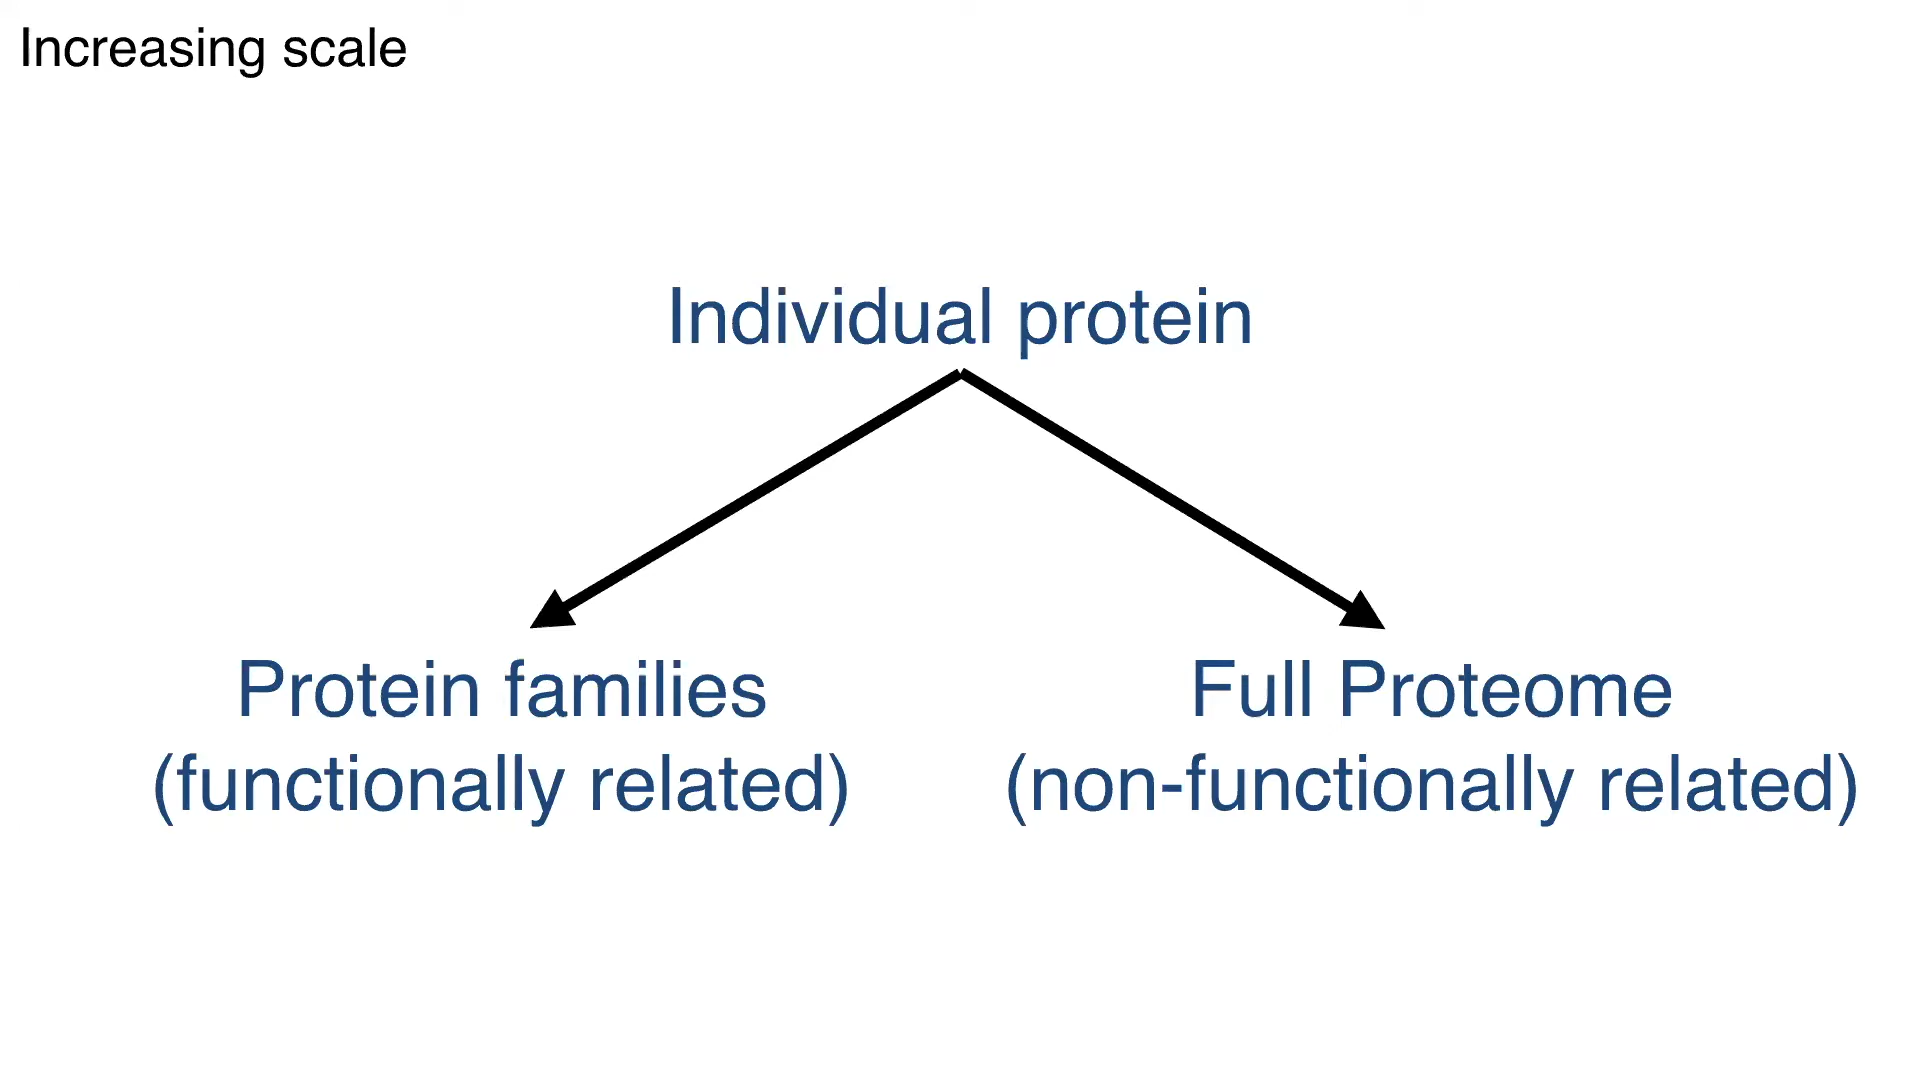 Increasing scale
Individual protein
Protein families
(functionally related)
Full Proteome
(non-functionally related)